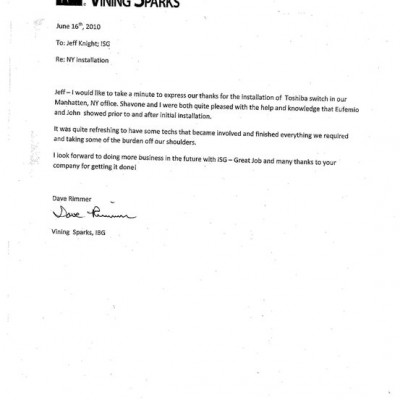 VINING SPARKS
June 16th, 2010
To: Jeff Knight; ISG
Re: NY installation
Jeff – I would like to take a minute to express our thanks for the installation of Toshiba switch in our
Manhatten, NY office. Shavone and I were both quite pleased with the help and knowledge that Eufemio
and John showed prior to and after initial installation.
It was quite refreshing to have some techs that became involved and finished everything we required
and taking some of the burden off our shoulders.
I look forward to doing more business in the future with ISG – Great Job and many thanks to your
company for getting it done!
Dave Rimmer
Dave Rimmer
Vining Sparks, IBG